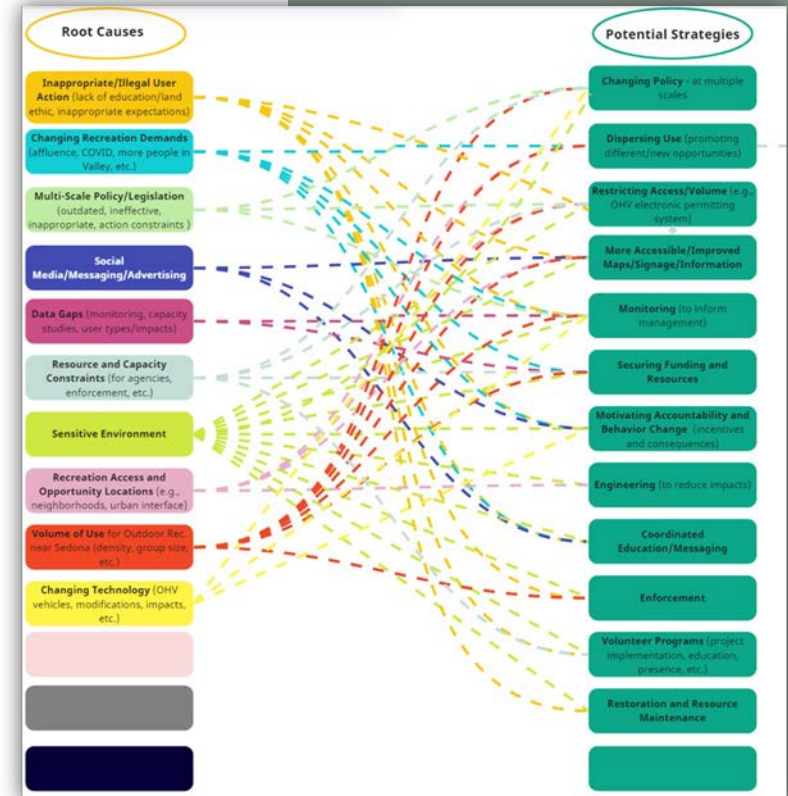 Root Causes
Inappropriate/Illegal User
Action (lack of education/land
ethic, inappropriate expectations)
Changing Recreation Demands
(affluence, COVID, more people in
Valley, etc.)
Multi-Scale Policy/Legislation
(outdated, ineffective,
inappropriate, action constraints )
Social
Media/Messaging/Advertising
Data Gaps (monitoring, capacity
studies, user types/impacts)
Resource and Capacity
Constraints (for agencies,
enforcement, etc.)
Sensitive Environment
Recreation Access and
Opportunity Locations (e.g.,
neighborhoods, urban interface)
Volume of Use for Outdoor Rec.
near Sedona (density, group size,
etc.)
Changing Technology (OHV
vehicles, modifications, impacts,
etc.)
Potential Strategies
Changing Policy - at multiple
scales
Dispersing Use (promoting
different/new opportunities)
Restricting Access/Volume (e.g.,
OHV electronic permitting
system)
More Accessible/Improved
Maps/Signage/Information
Monitoring (to inform
management)
Securing Funding and
Resources
Motivating Accountability and
Behavior Change (incentives
and consequences)
Engineering (to reduce impacts)
Coordinated
Education/Messaging
Enforcement
Volunteer Programs (project
implementation, education,
presence, etc.)
Restoration and Resource
Maintenance